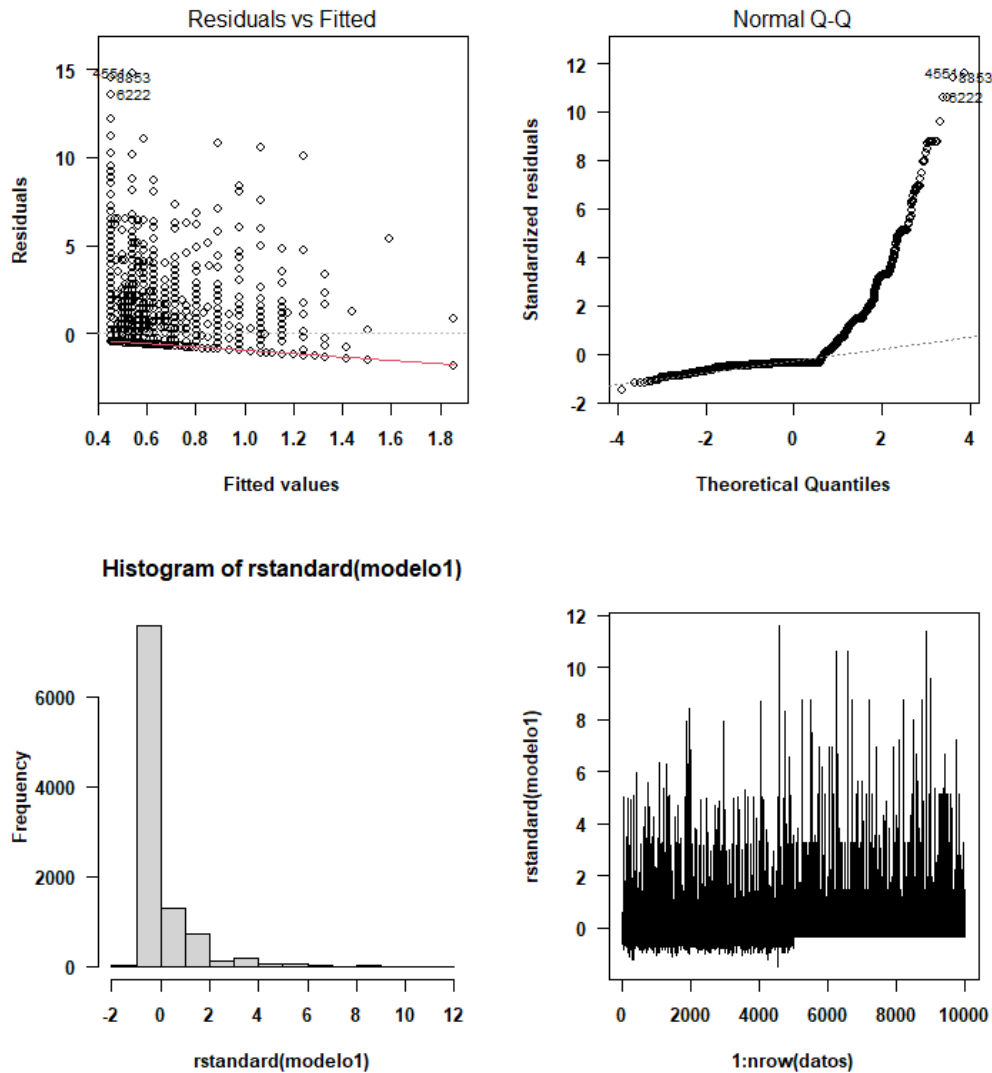 Residuals vs Fitted
Residuals
15
10
5
0
4551
8853
6222
0.4 0.6 0.8 1.0 1.2 1.4 1.6 1.8
Fitted values
Normal Q-Q
Standardized residuals
12
10
8
6
4
2
0
-2
4551
8853
6222
-4 -2 0 2 4
Theoretical Quantiles
Histogram of rstandard(modelo1)
Frequency
6000
4000
2000
0
-2 0 2 4 6 8 10 12
rstandard(modelo1)
rstandard(modelo1)
12
10
8
6
4
2
0
0 2000 4000 6000 8000 10000
1:nrow(datos)